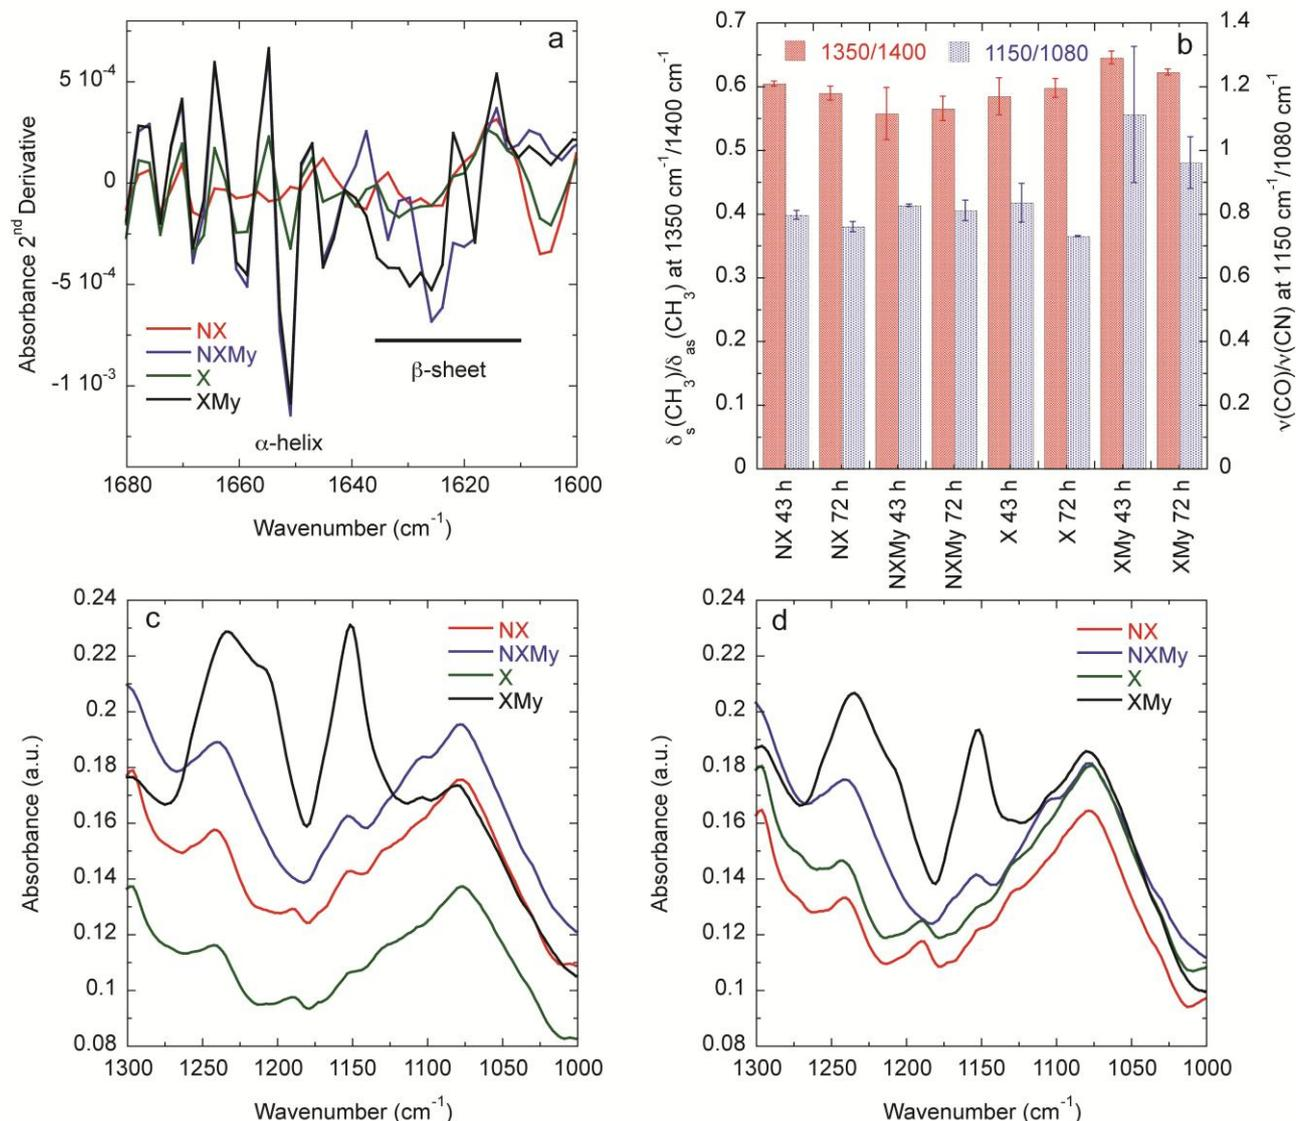 a
Absorbance 2nd Derivative
5 10-4
0
-5 10-4
-1 10-3
NX
NXMy
X
XMy
α-helix
β-sheet
1680 1660 1640 1620 1600
Wavenumber (cm-1)
b
1350/1400 1150/1080
δs(CH3)/δas(CH3) at 1350 cm-1/1400 cm-1
0.7
0.6
0.5
0.4
0.3
0.2
0.1
0
1.4
1.2
1
0.8
0.6
0.4
0.2
0
ν(CO)/ν(CN) at 1150 cm-1/1080 cm-1
NX 43 h
NX 72 h
NXMy 43 h
NXMy 72 h
X 43 h
X 72 h
XMy 43 h
XMy 72 h
c
Absorbance (a.u.)
0.24
0.22
0.2
0.18
0.16
0.14
0.12
0.1
0.08
NX
NXMy
X
XMy
1300 1250 1200 1150 1100 1050 1000
Wavenumber (cm-1)
d
Absorbance (a.u.)
0.24
0.22
0.2
0.18
0.16
0.14
0.12
0.1
0.08
NX
NXMy
X
XMy
1300 1250 1200 1150 1100 1050 1000
Wavenumber (cm-1)